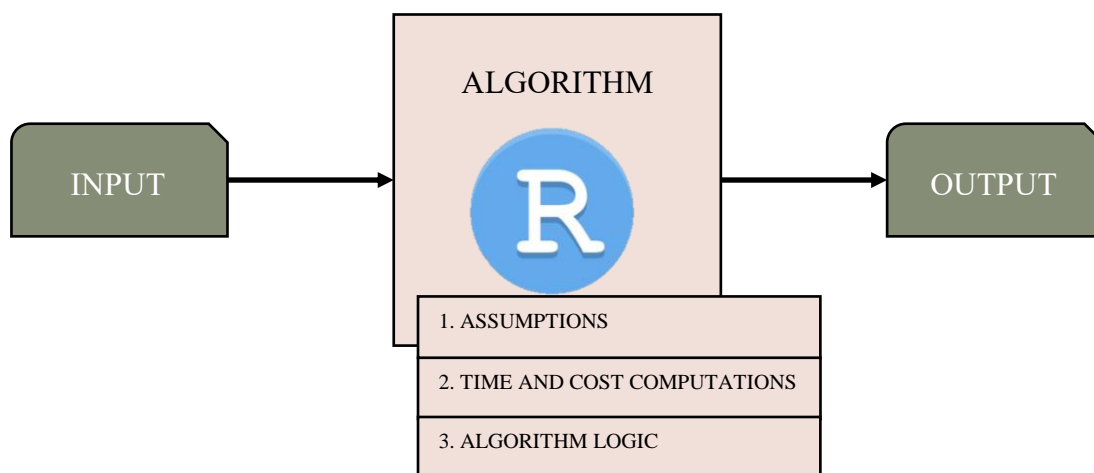 ALGORITHM
INPUT
R
OUTPUT
1. ASSUMPTIONS
2. TIME AND COST COMPUTATIONS
3. ALGORITHM LOGIC